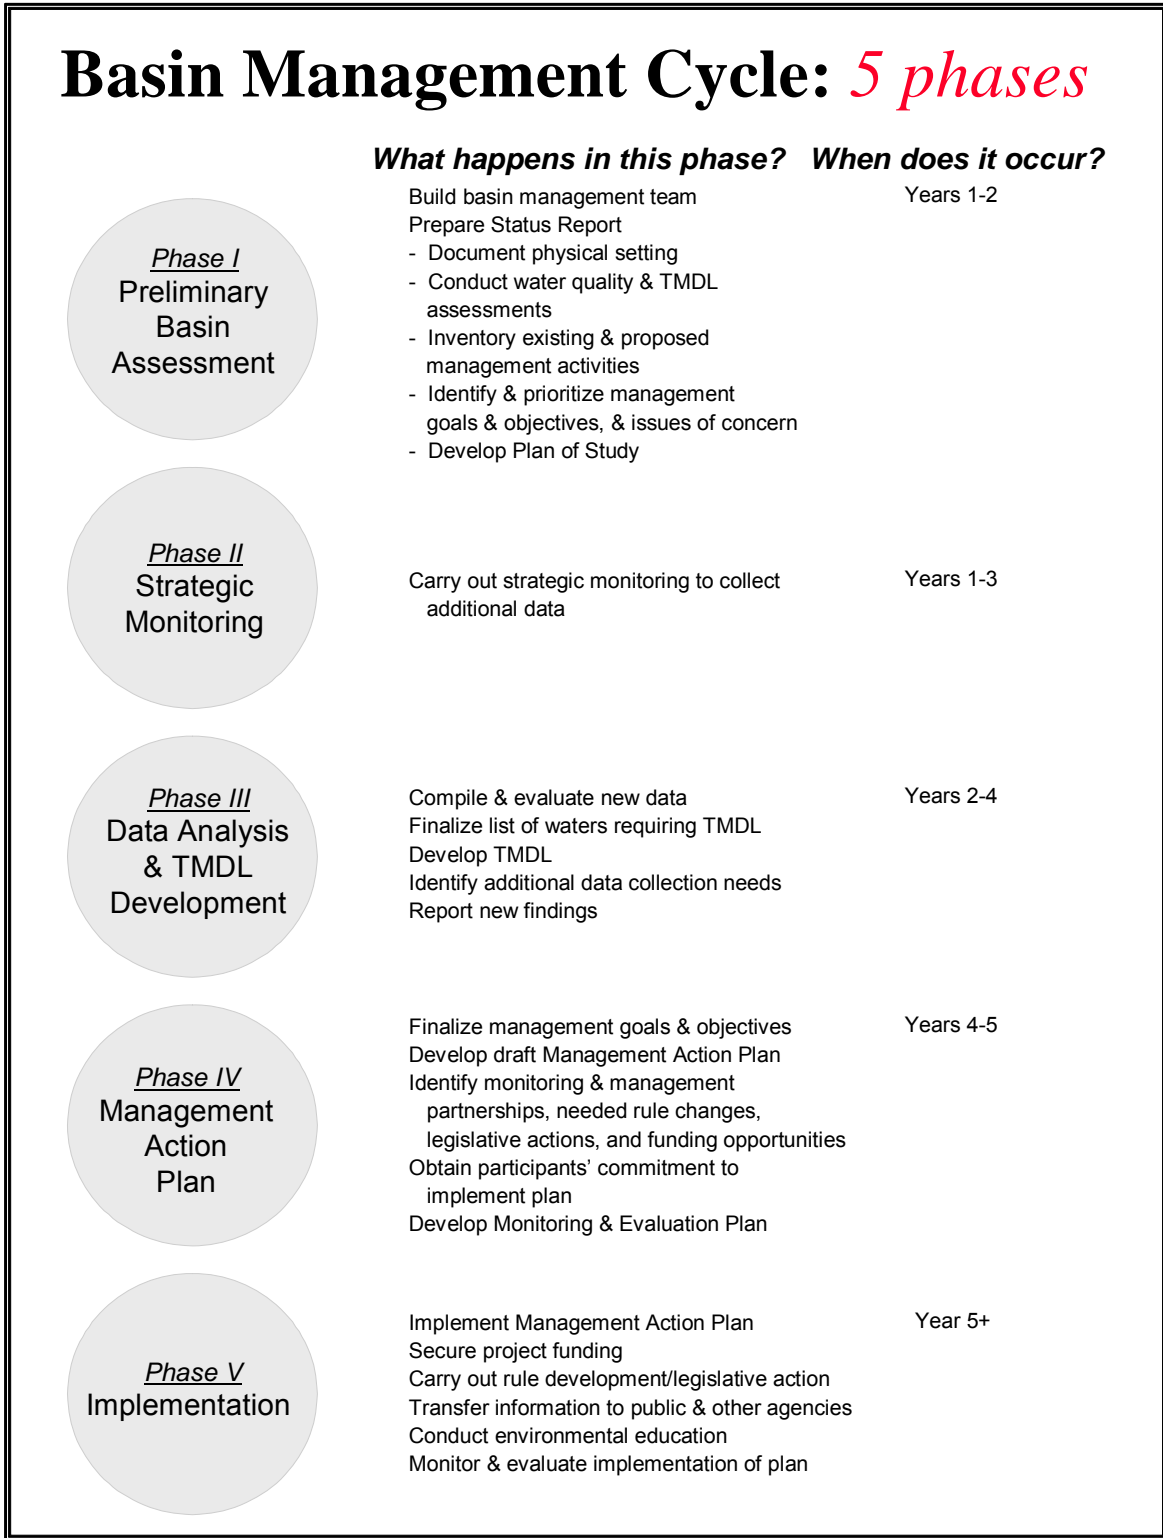 Basin Management Cycle: 5 phases
What happens in this phase? When does it occur?
Phase I
Preliminary
Basin
Assessment
Build basin management team
Prepare Status Report
- Document physical setting
- Conduct water quality & TMDL
assessments
- Inventory existing & proposed
management activities
- Identify & prioritize management
goals & objectives, & issues of concern
- Develop Plan of Study
Years 1-2
Phase II
Strategic
Monitoring
Carry out strategic monitoring to collect
additional data
Years 1-3
Phase III
Data Analysis
& TMDL
Development
Compile & evaluate new data
Finalize list of waters requiring TMDL
Develop TMDL
Identify additional data collection needs
Report new findings
Years 2-4
Phase IV
Management
Action
Plan
Finalize management goals & objectives
Develop draft Management Action Plan
Identify monitoring & management
partnerships, needed rule changes,
legislative actions, and funding opportunities
Obtain participants’ commitment to
implement plan
Develop Monitoring & Evaluation Plan
Years 4-5
Phase V
Implementation
Implement Management Action Plan
Secure project funding
Carry out rule development/legislative action
Transfer information to public & other agencies
Conduct environmental education
Monitor & evaluate implementation of plan
Year 5+